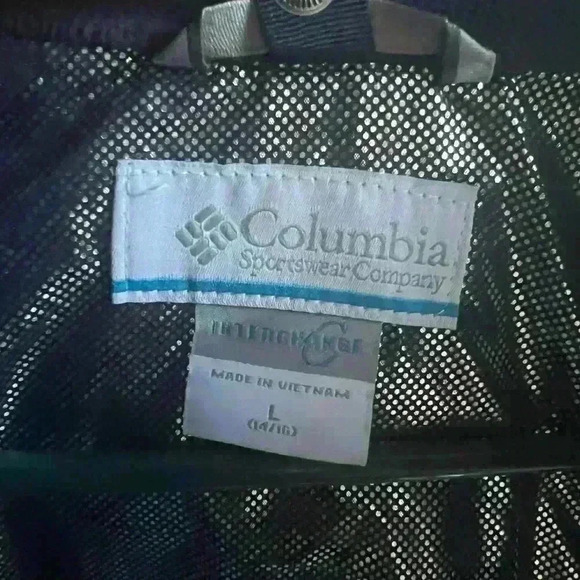 Columbia
Sportswear Company
INTERCHANGE
MADE IN VIETNAM
L
(14/16)